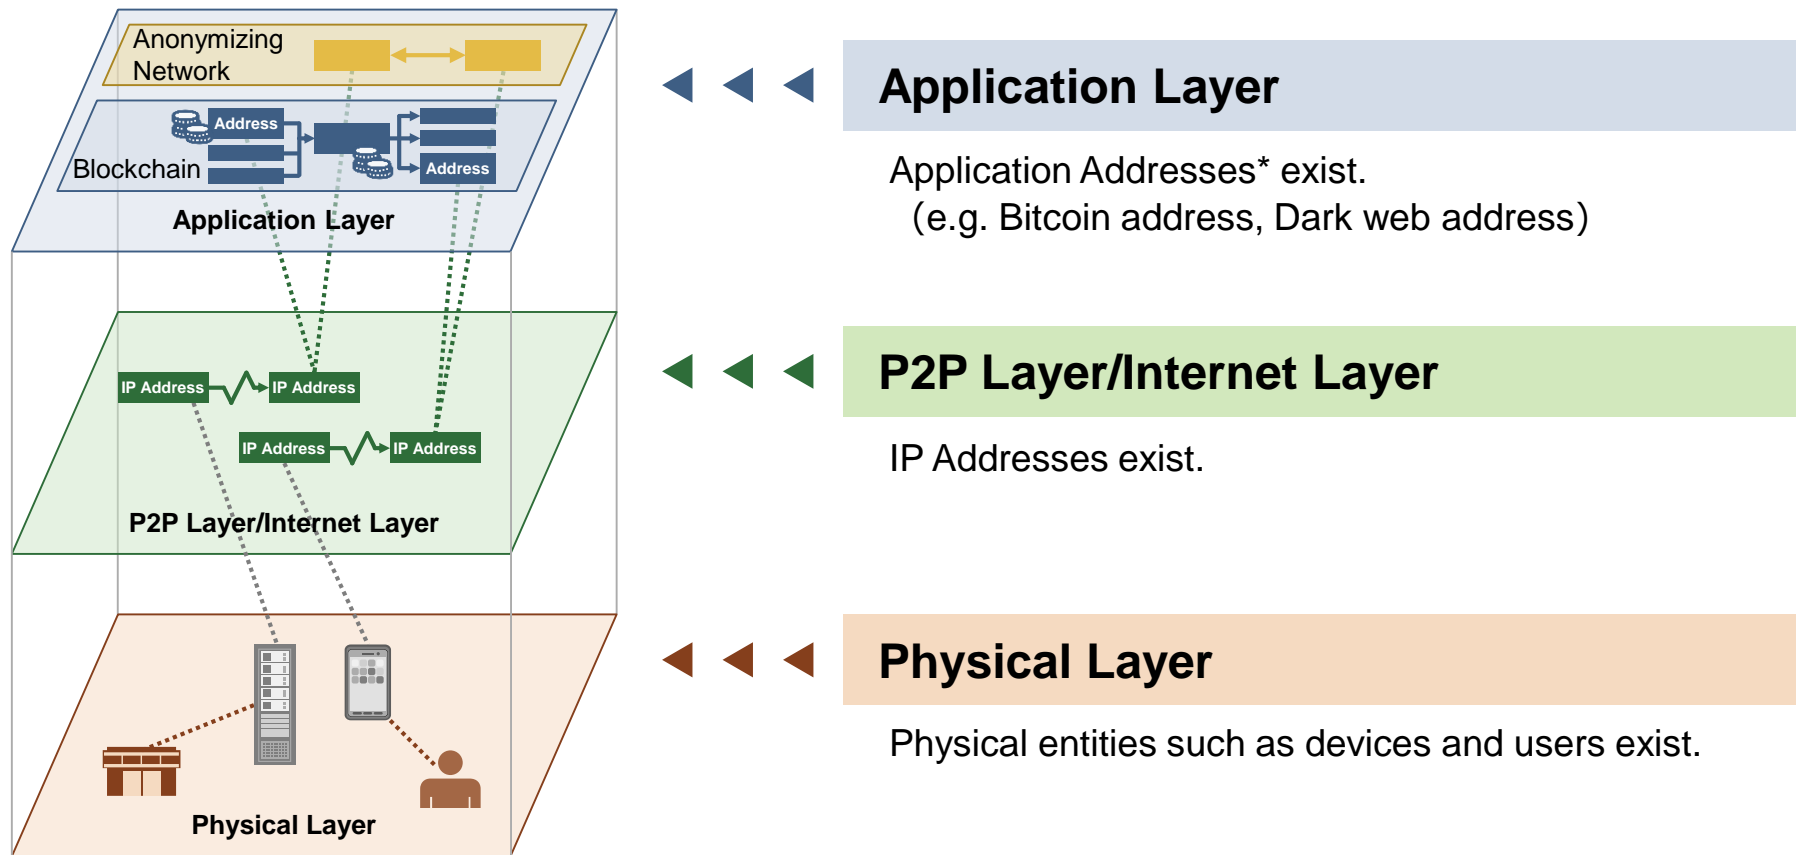 Anonymizing
Network
Address
Address
Blockchain
Application Layer
IP Address
IP Address
IP Address
IP Address
P2P Layer/Internet Layer
Physical Layer
Application Layer
Application Addresses* exist.
（e.g. Bitcoin address, Dark web address）
P2P Layer/Internet Layer
IP Addresses exist.
Physical Layer
Physical entities such as devices and users exist.